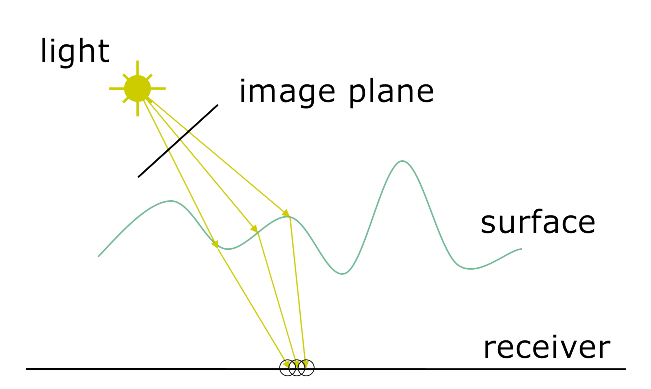 light
image plane
surface
receiver